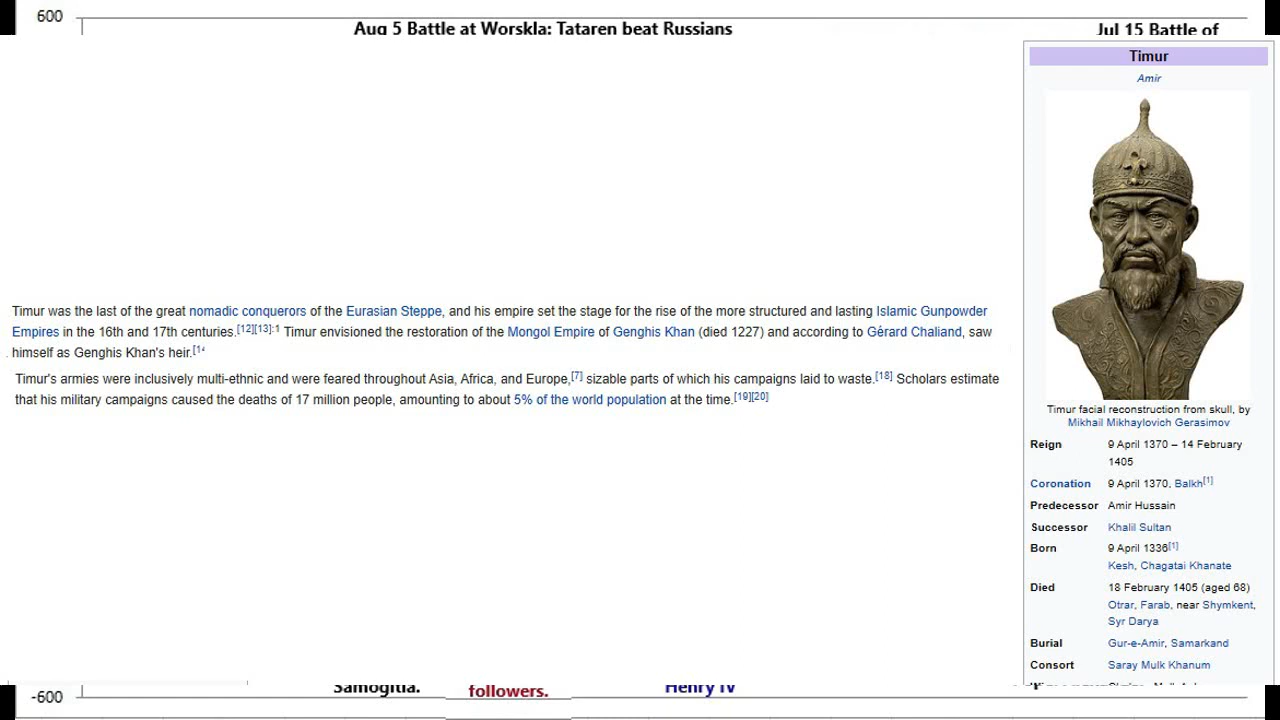 600
Aug 5 Battle at Worskla: Tataren beat Russians
Jul 15 Battle of
Timur
Amir
Timur was the last of the great nomadic conquerors of the Eurasian Steppe, and his empire set the stage for the rise of the more structured and lasting Islamic Gunpowder
Empires in the 16th and 17th centuries.[12][13]:1 Timur envisioned the restoration of the Mongol Empire of Genghis Khan (died 1227) and according to Gérard Chaliand, saw
himself as Genghis Khan's heir.
Timur's armies were inclusively multi-ethnic and were feared throughout Asia, Africa, and Europe,[7] sizable parts of which his campaigns laid to waste.[18] Scholars estimate
that his military campaigns caused the deaths of 17 million people, amounting to about 5% of the world population at the time.[19][20]
Timur facial reconstruction from skull, by
Mikhail Mikhaylovich Gerasimov
Reign 9 April 1370 – 14 February
1405
Coronation 9 April 1370, Balkh[1]
Predecessor Amir Hussain
Successor Khalil Sultan
Born 9 April 1336[1]
Kesh, Chagatai Khanate
Died 18 February 1405 (aged 68)
Otrar, Farab, near Shymkent,
Syr Darya
Burial Gur-e-Amir, Samarkand
Consort Saray Mulk Khanum
-600
Samogitia.
followers.
Henry IV